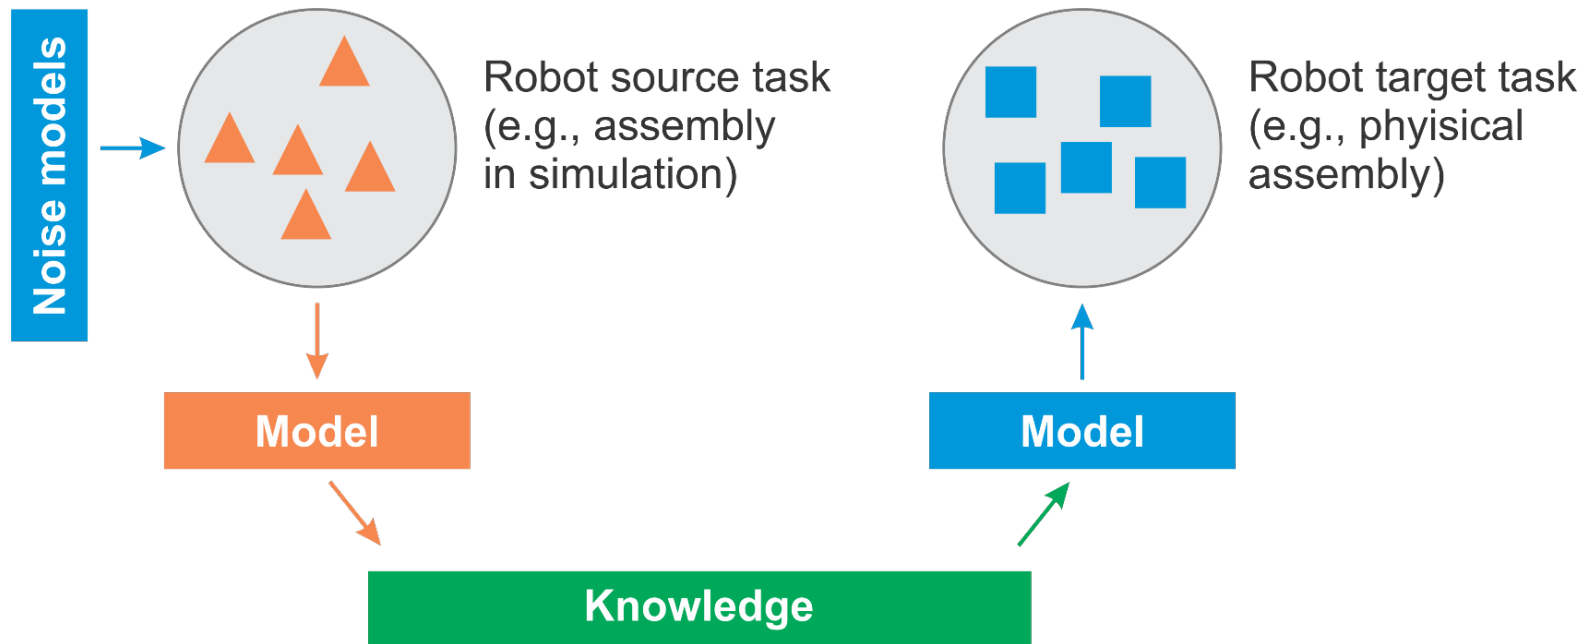 Noise models
Robot source task
(e.g., assembly
in simulation)
Robot target task
(e.g., phyisical
assembly)
Model
Model
Knowledge